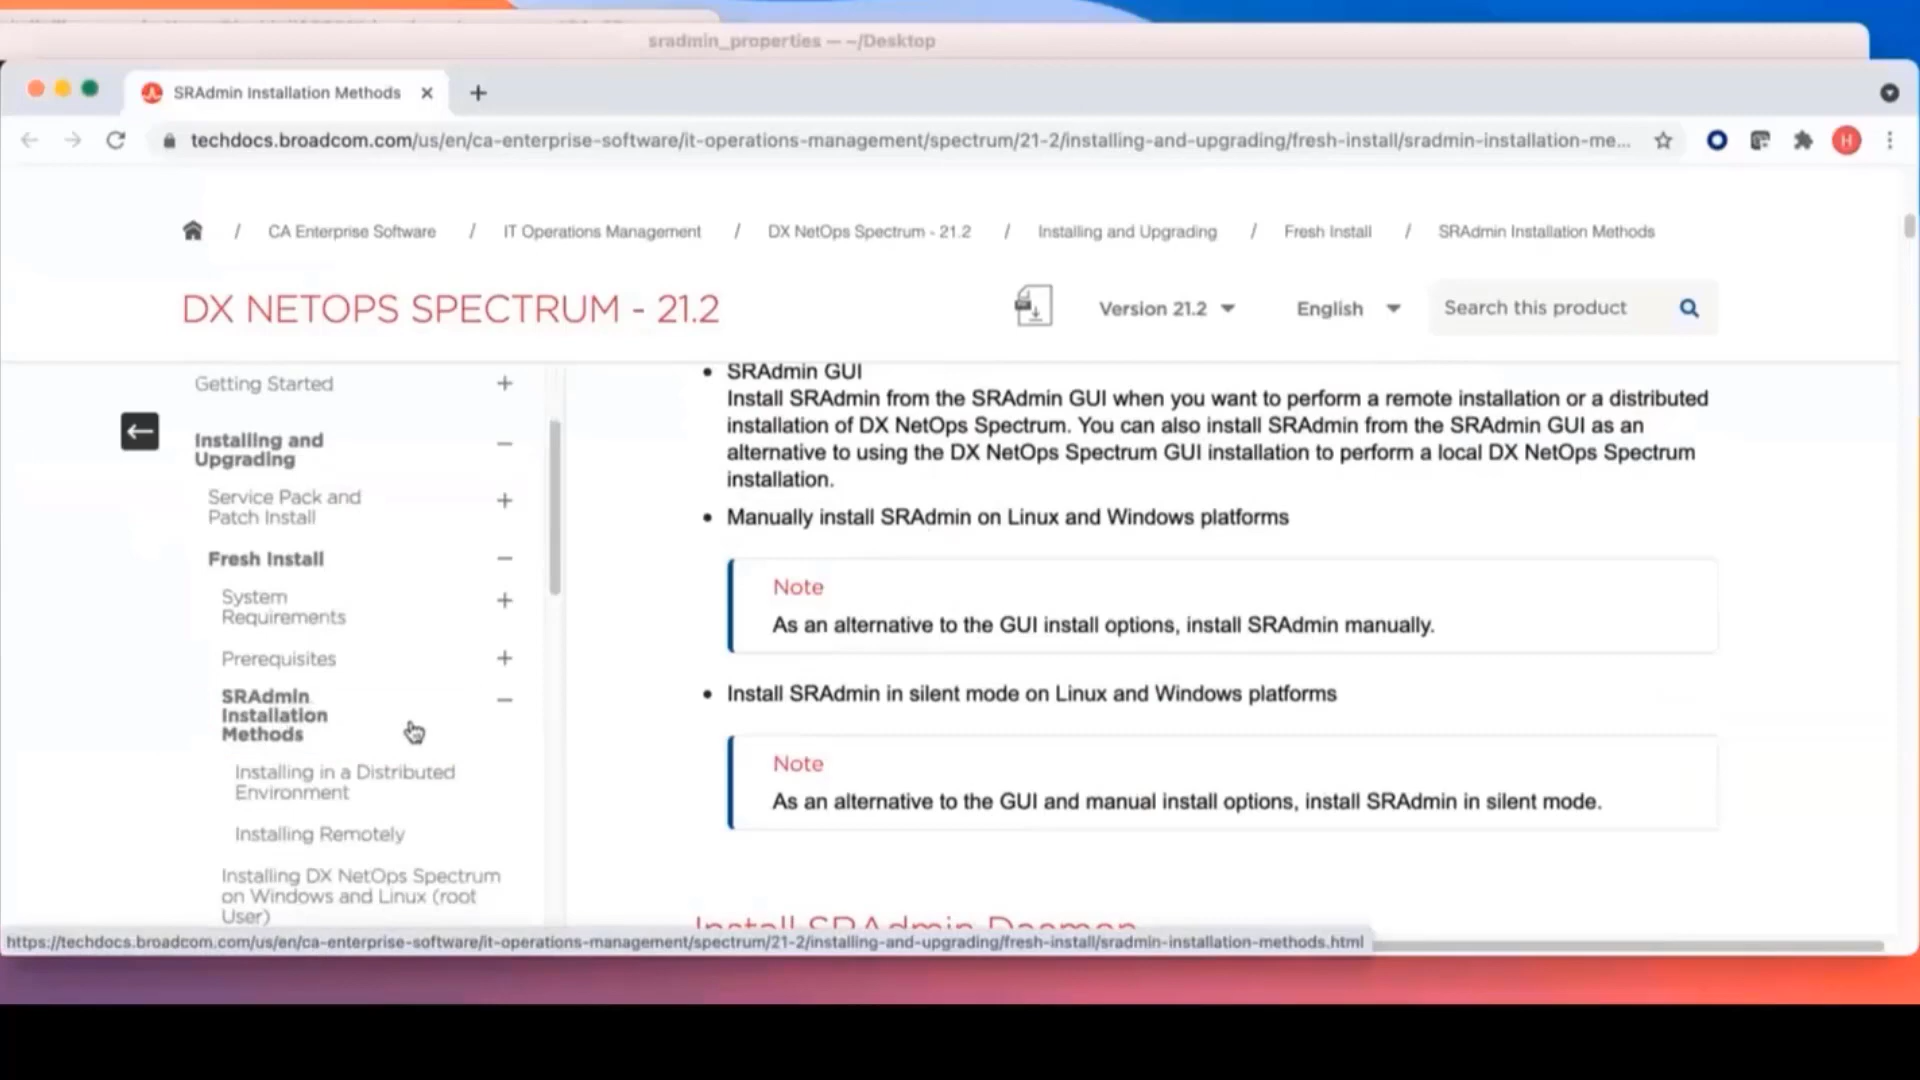 sradmin_properties — ~/Desktop
SRAdmin Installation Methods
techdocs.broadcom.com/us/en/ca-enterprise-software/it-operations-management/spectrum/21-2/installing-and-upgrading/fresh-install/sradmin-installation-me...
H
/ CA Enterprise Software / IT Operations Management / DX NetOps Spectrum - 21.2 / Installing and Upgrading / Fresh Install / SRAdmin Installation Methods
DX NETOPS SPECTRUM - 21.2
Version 21.2
English
Search this product
Getting Started
Installing and
Upgrading
Service Pack and
Patch Install
Fresh Install
System
Requirements
Prerequisites
SRAdmin
Installation
Methods
Installing in a Distributed
Environment
Installing Remotely
Installing DX NetOps Spectrum
on Windows and Linux (root
User)
• SRAdmin GUI
Install SRAdmin from the SRAdmin GUI when you want to perform a remote installation or a distributed
installation of DX NetOps Spectrum. You can also install SRAdmin from the SRAdmin GUI as an
alternative to using the DX NetOps Spectrum GUI installation to perform a local DX NetOps Spectrum
installation.
• Manually install SRAdmin on Linux and Windows platforms
Note
As an alternative to the GUI install options, install SRAdmin manually.
• Install SRAdmin in silent mode on Linux and Windows platforms
Note
As an alternative to the GUI and manual install options, install SRAdmin in silent mode.
Install SRAdmin Daemon
https://techdocs.broadcom.com/us/en/ca-enterprise-software/it-operations-management/spectrum/21-2/installing-and-upgrading/fresh-install/sradmin-installation-methods.html